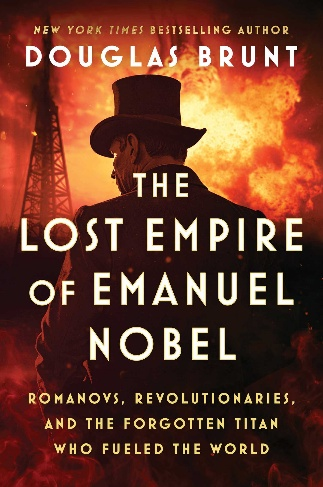 NEW YORK TIMES BESTSELLING AUTHOR
DOUGLAS BRUNT
THE
LOST EMPIRE
OF EMANUEL
NOBEL
ROMANOVS, REVOLUTIONARIES,
AND THE FORGOTTEN TITAN
WHO FUELED THE WORLD